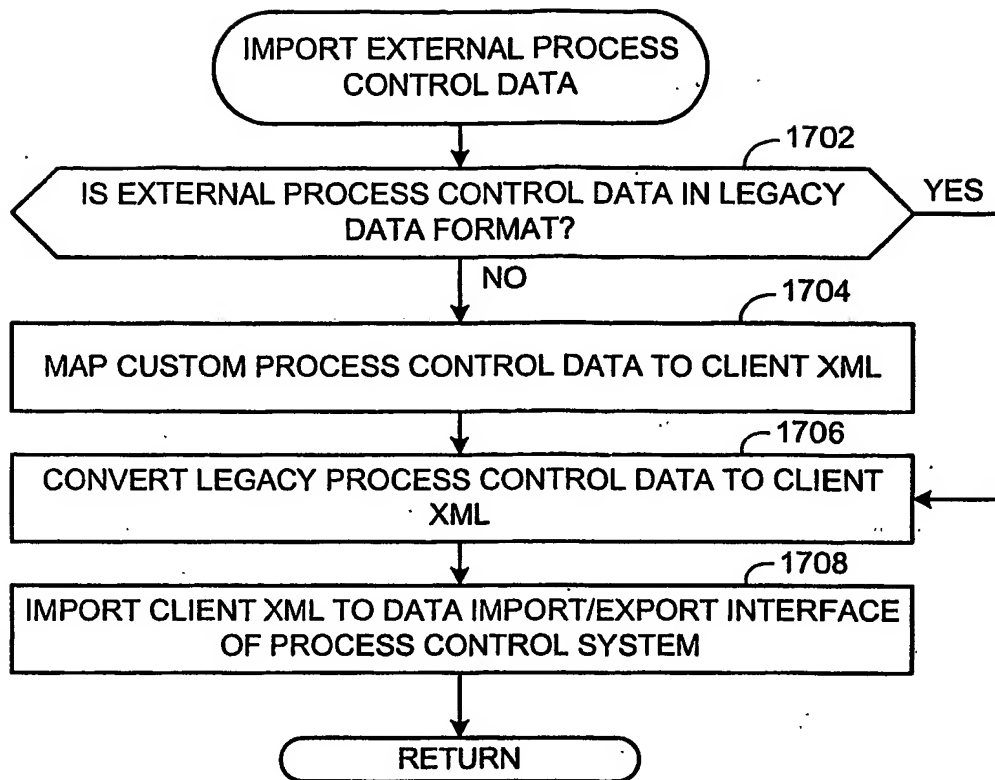 IMPORT EXTERNAL PROCESS
CONTROL DATA
1702
IS EXTERNAL PROCESS CONTROL DATA IN LEGACY
DATA FORMAT?
YES
NO
1704
MAP CUSTOM PROCESS CONTROL DATA TO CLIENT XML
1706
CONVERT LEGACY PROCESS CONTROL DATA TO CLIENT
XML
1708
IMPORT CLIENT XML TO DATA IMPORT/EXPORT INTERFACE
OF PROCESS CONTROL SYSTEM
RETURN